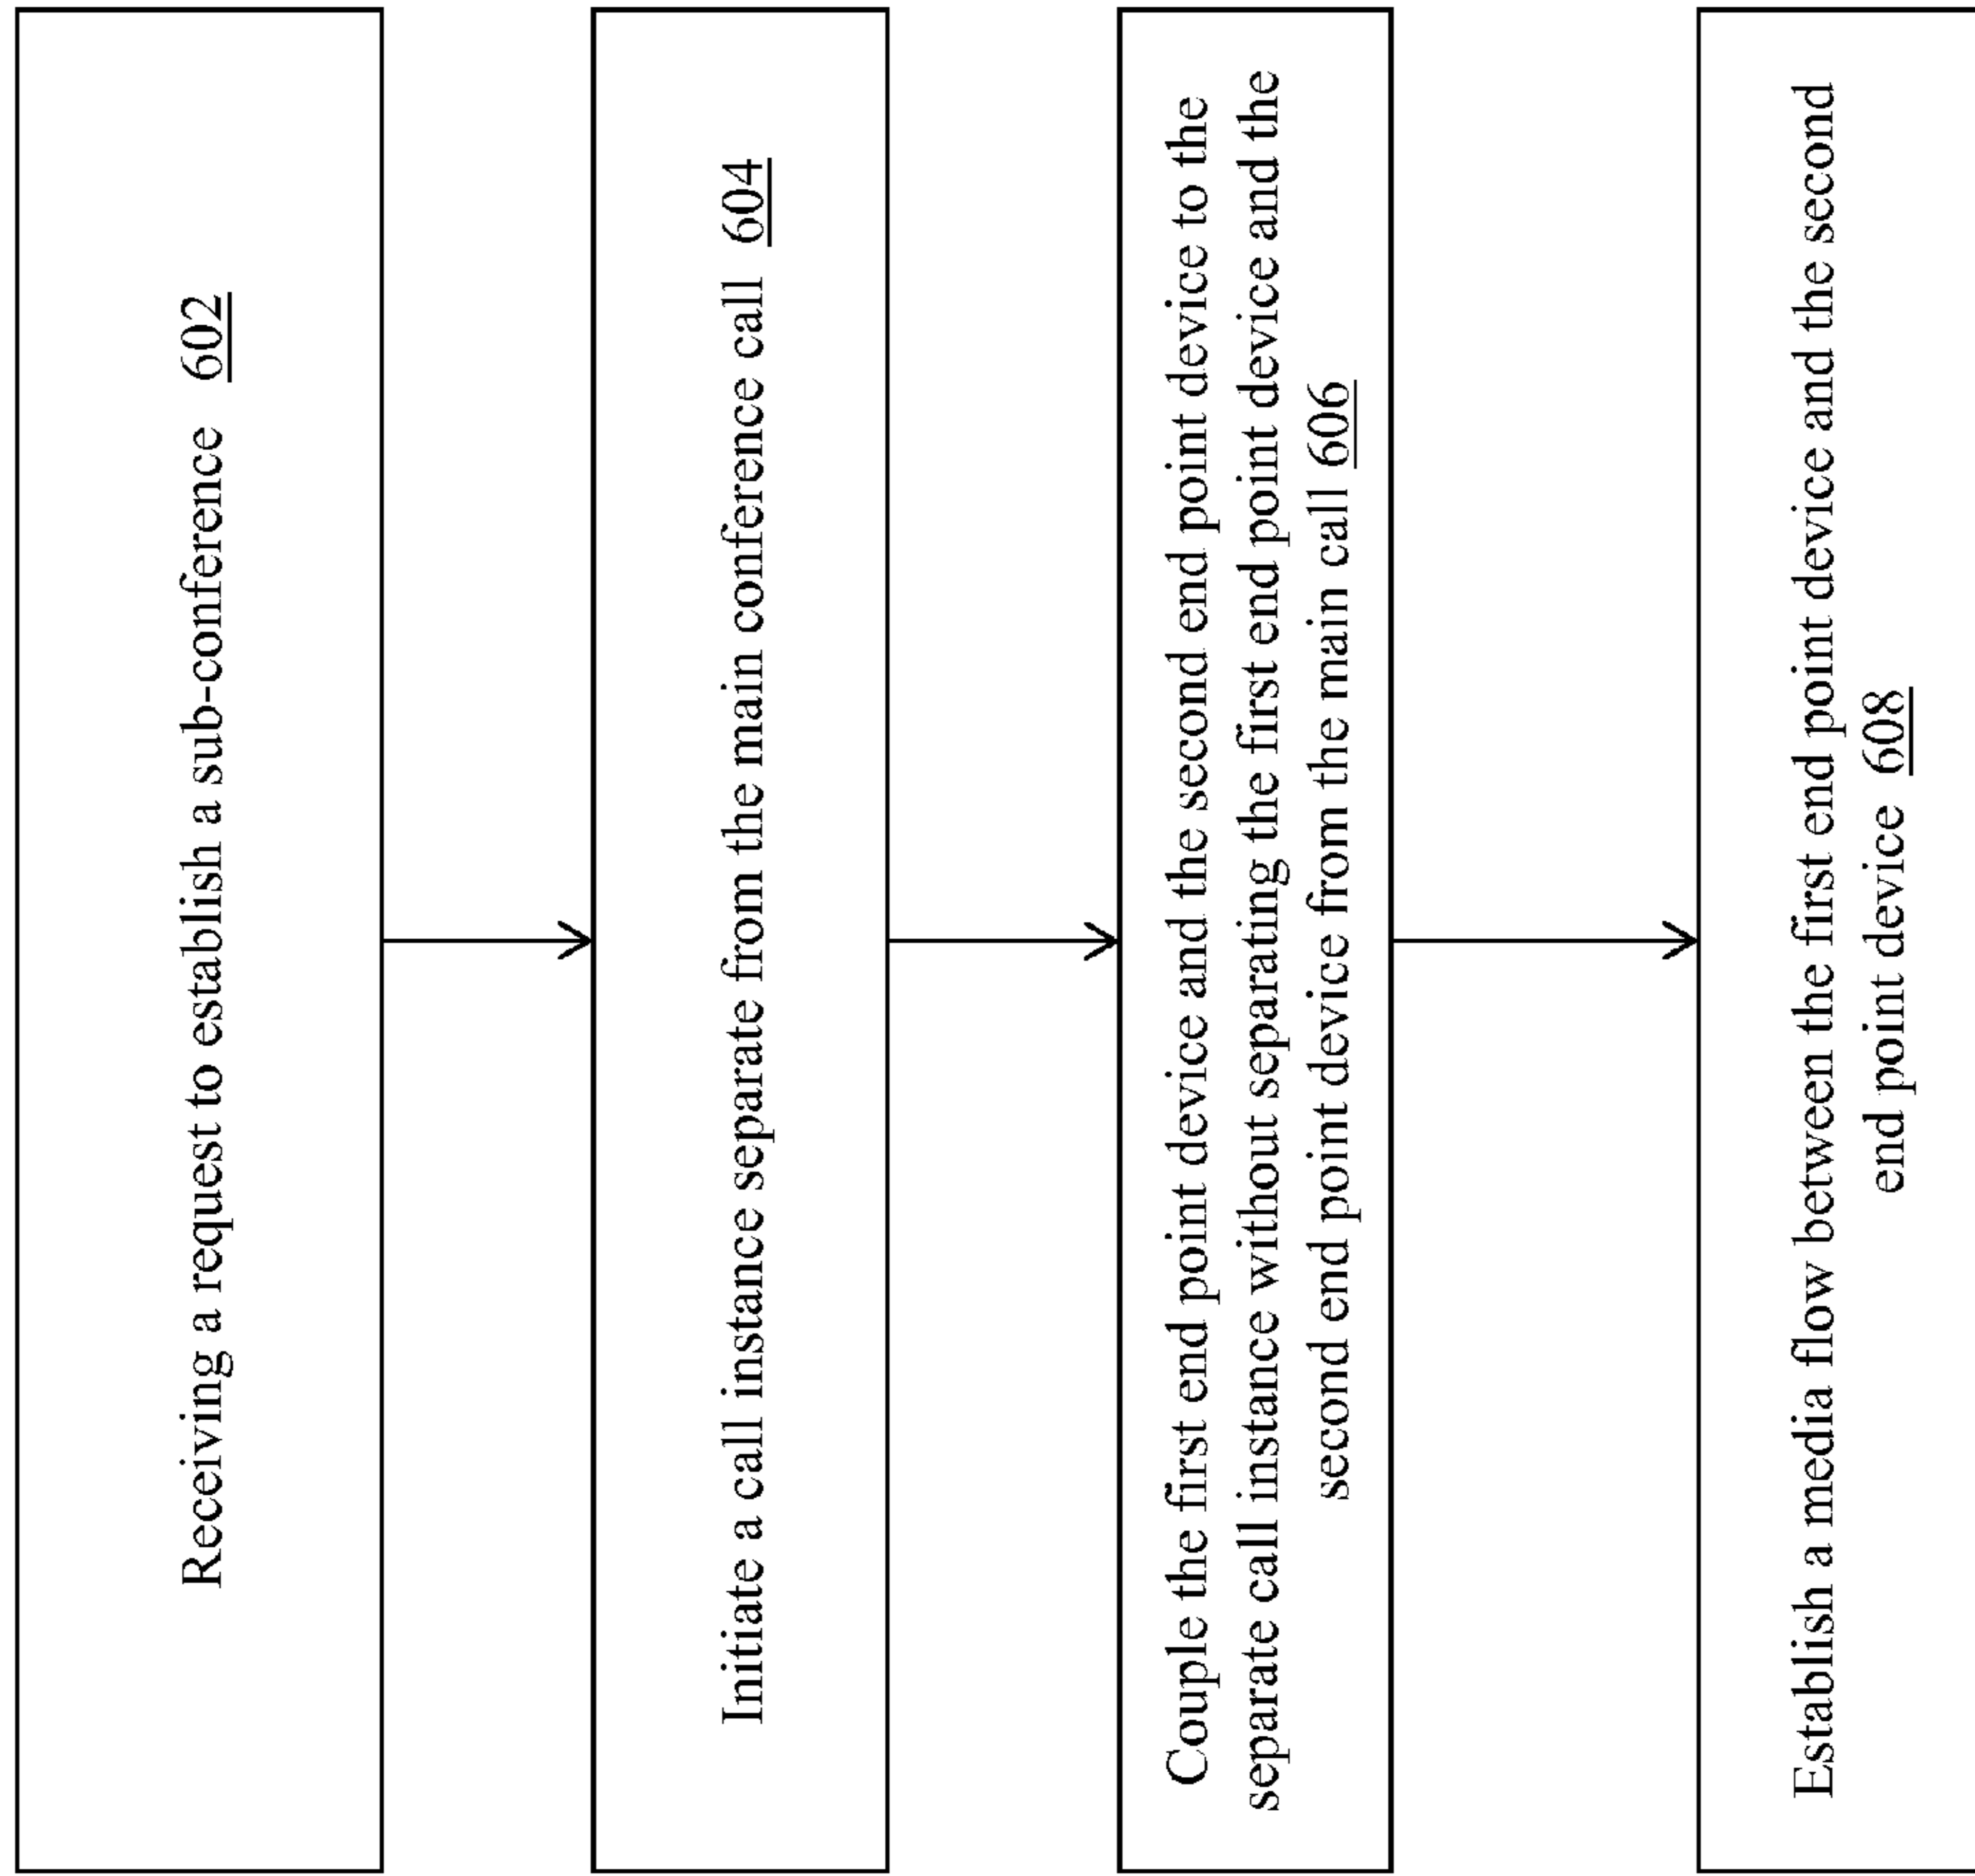 Receiving a request to establish a sub-conference 602
Initiate a call instance separate from the main conference call 604
Couple the first end point device and the second end point device to the
separate call instance without separating the first end point device and the
second end point device from the main call 606
Establish a media flow between the first end point device and the second
end point device 608